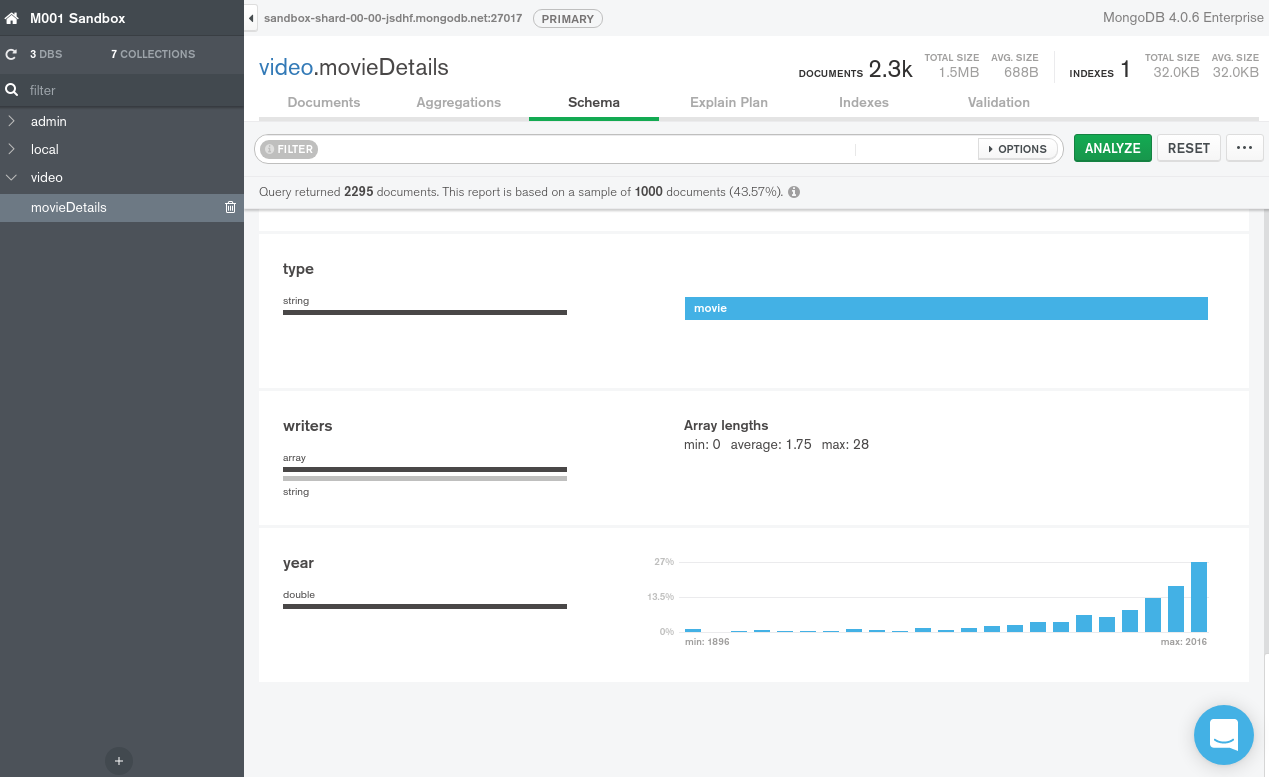 M001 Sandbox
3 DBS 7 COLLECTIONS
filter
admin
local
video
movieDetails
+
sandbox-shard-00-00-jsdhf.mongodb.net:27017 PRIMARY MongoDB 4.0.6 Enterprise
video.movieDetails
DOCUMENTS 2.3k TOTAL SIZE 1.5MB AVG. SIZE 688B INDEXES 1 TOTAL SIZE 32.0KB AVG. SIZE 32.0KB
Documents Aggregations Schema Explain Plan Indexes Validation
FILTER OPTIONS ANALYZE RESET ...
Query returned 2295 documents. This report is based on a sample of 1000 documents (43.57%).
type
string
movie
writers
array
string
Array lengths
min: 0 average: 1.75 max: 28
year
double
27%
13.5%
0%
min: 1896 max: 2016